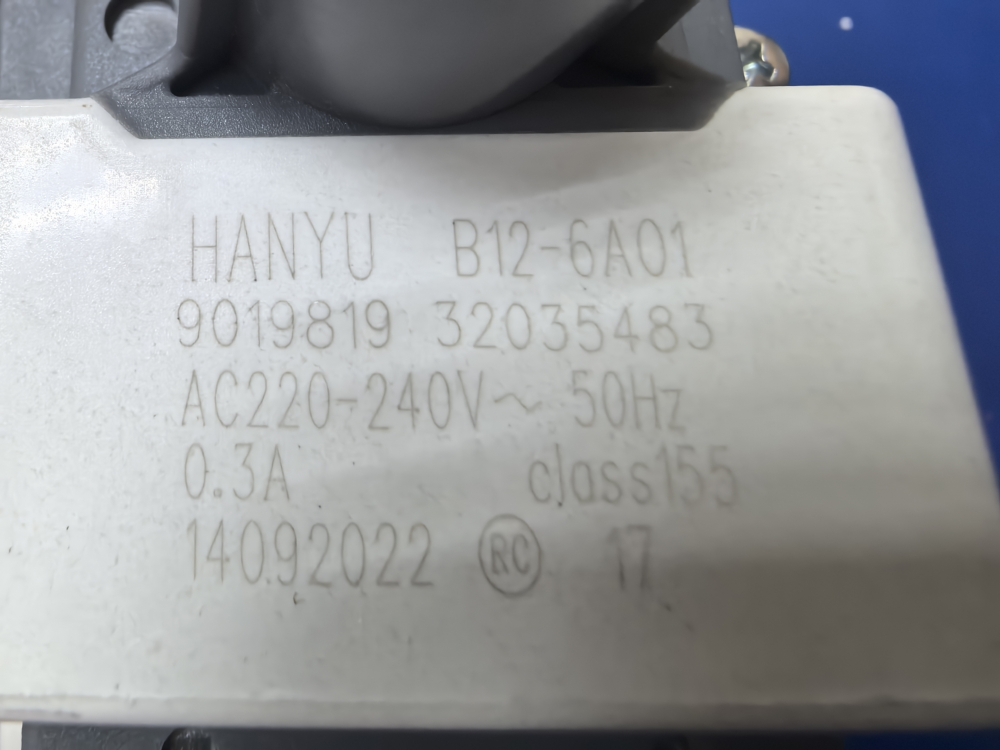 HANYU B12-6A01
9019819 32035483
AC220-240V~ 50Hz
0.3A class155
14092022 RC 17